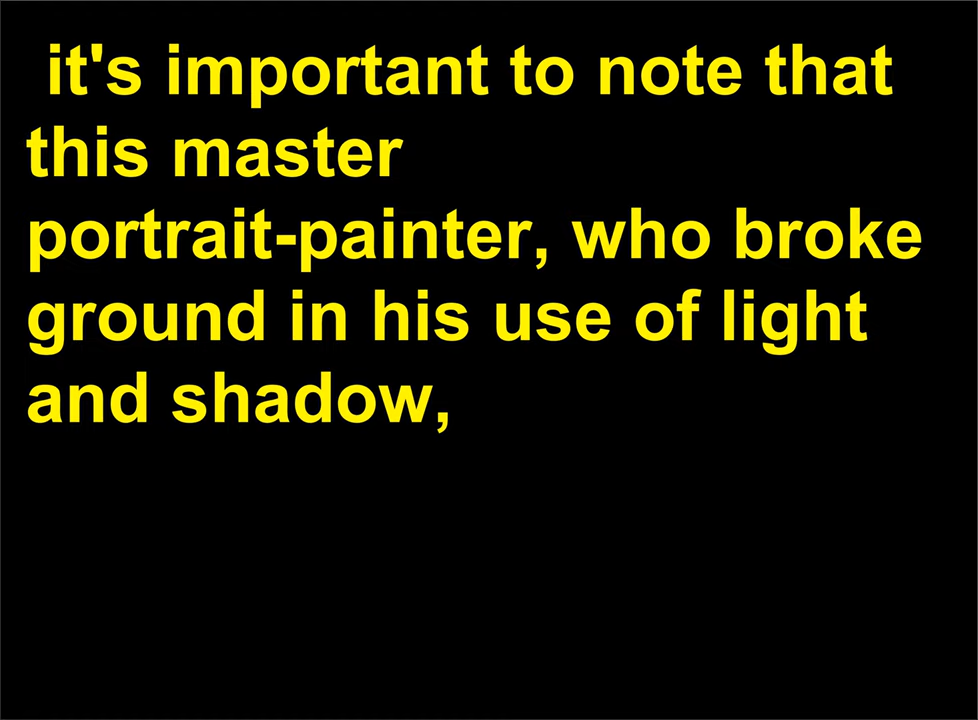 it's important to note that
this master
portrait-painter, who broke
ground in his use of light
and shadow,